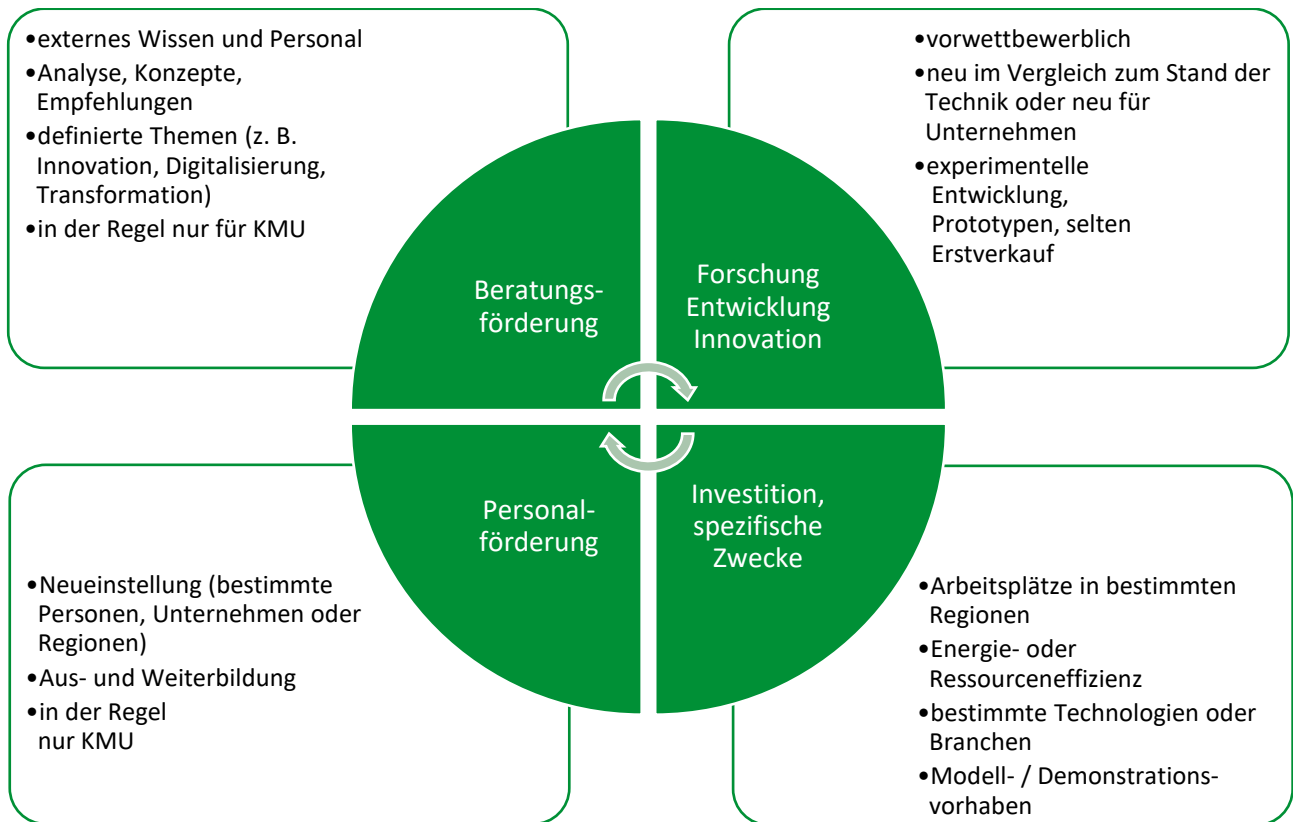 •externes Wissen und Personal
•Analyse, Konzepte,
Empfehlungen
•definierte Themen (z. B.
Innovation, Digitalisierung,
Transformation)
•in der Regel nur für KMU
•vorwettbewerblich
•neu im Vergleich zum Stand der
Technik oder neu für
Unternehmen
•experimentelle
Entwicklung,
Prototypen, selten
Erstverkauf
Beratungs-
förderung
Forschung
Entwicklung
Innovation
Personal-
förderung
Investition,
spezifische
Zwecke
•Neueinstellung (bestimmte
Personen, Unternehmen oder
Regionen)
•Aus- und Weiterbildung
•in der Regel
nur KMU
•Arbeitsplätze in bestimmten
Regionen
•Energie- oder
Ressourceneffizienz
•bestimmte Technologien oder
Branchen
•Modell- / Demonstrations-
vorhaben